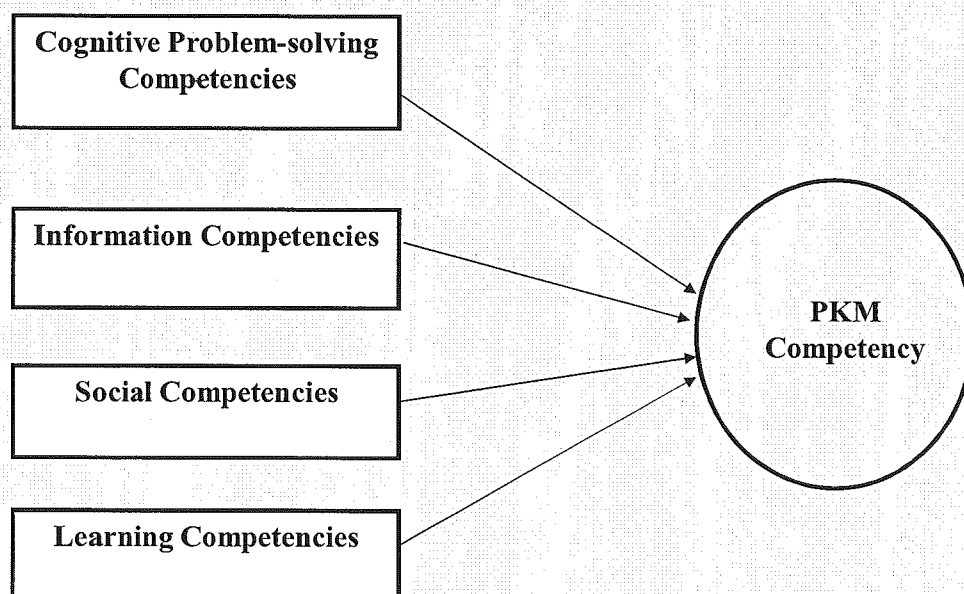 Cognitive Problem-solving
Competencies
Information Competencies
Social Competencies
Learning Competencies
PKM
Competency